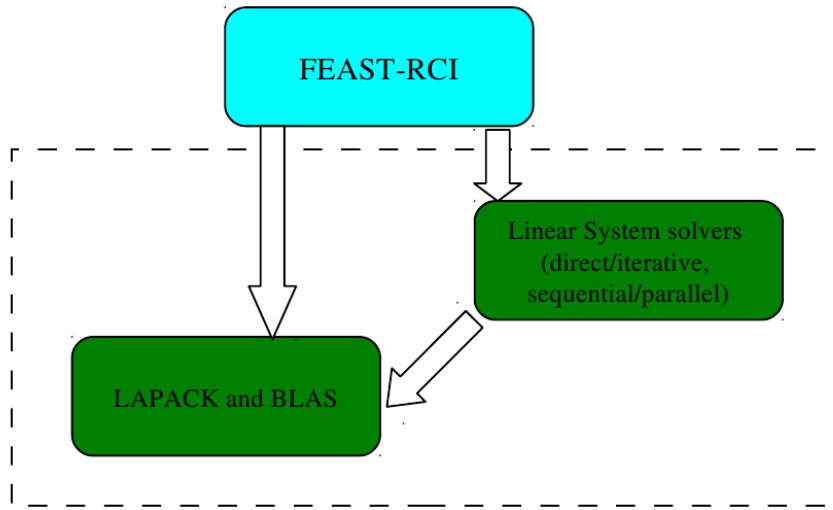 FEAST-RCI
Linear System solvers
(direct/iterative,
sequential/parallel)
LAPACK and BLAS